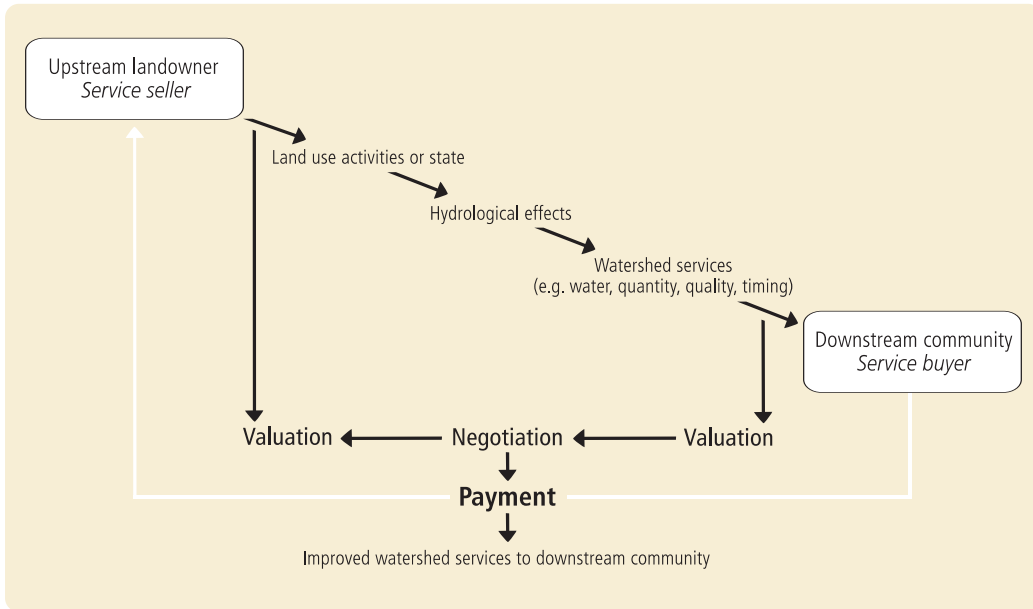 Upstream landowner
Service seller
Land use activities or state
Hydrological effects
Watershed services
(e.g. water, quantity, quality, timing)
Downstream community
Service buyer
Valuation
Negotiation
Valuation
Payment
Improved watershed services to downstream community